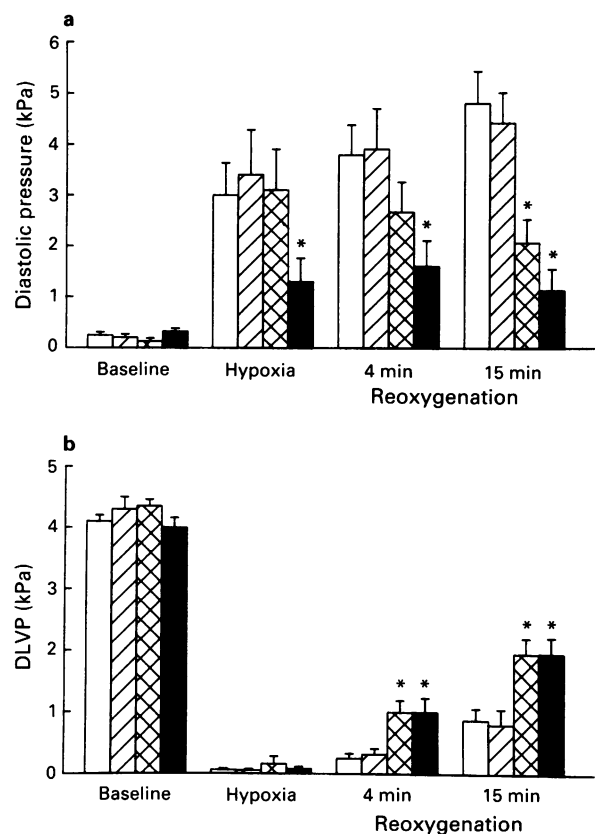 a
Diastolic pressure (kPa)
6
5
4
3
2
1
0
* * * *
Baseline Hypoxia 4 min 15 min
Reoxygenation
b
DLVP (kPa)
5
4
3
2
1
0
* * * *
Baseline Hypoxia 4 min 15 min
Reoxygenation